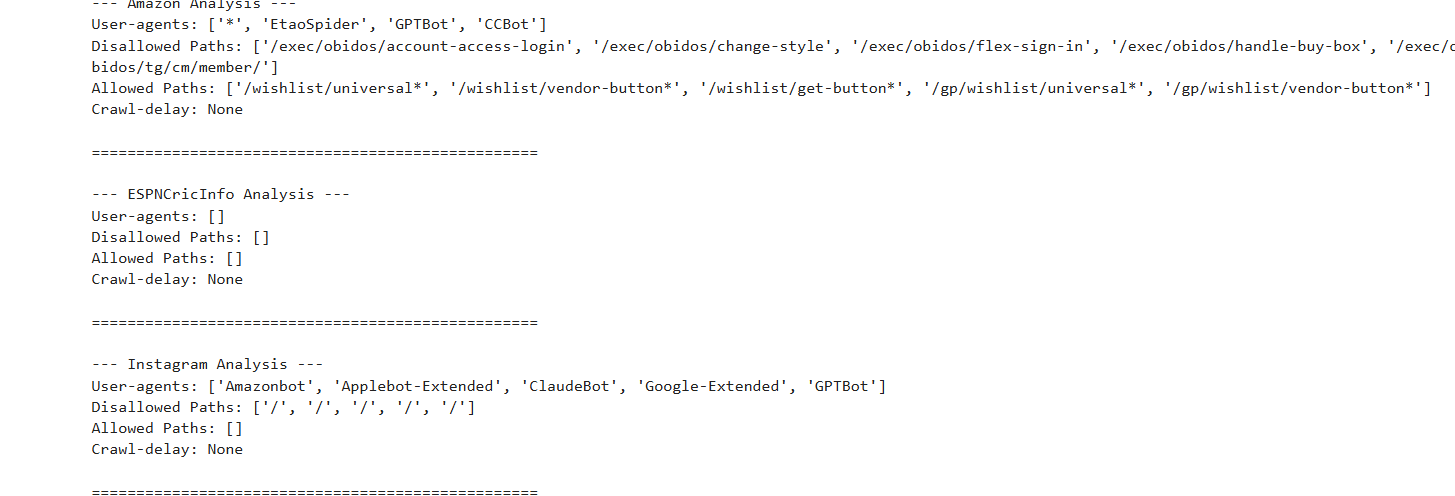 --- Amazon Analysis ---
User-agents: ['*', 'EtaoSpider', 'GPTBot', 'CCBot']
Disallowed Paths: ['/exec/obidos/account-access-login', '/exec/obidos/change-style', '/exec/obidos/flex-sign-in', '/exec/obidos/handle-buy-box', '/exec/o
bidos/tg/cm/member/']
Allowed Paths: ['/wishlist/universal*', '/wishlist/vendor-button*', '/wishlist/get-button*', '/gp/wishlist/universal*', '/gp/wishlist/vendor-button*']
Crawl-delay: None
==================================================
--- ESPNCricInfo Analysis ---
User-agents: []
Disallowed Paths: []
Allowed Paths: []
Crawl-delay: None
==================================================
--- Instagram Analysis ---
User-agents: ['Amazonbot', 'Applebot-Extended', 'ClaudeBot', 'Google-Extended', 'GPTBot']
Disallowed Paths: ['/', '/', '/', '/', '/']
Allowed Paths: []
Crawl-delay: None
==================================================